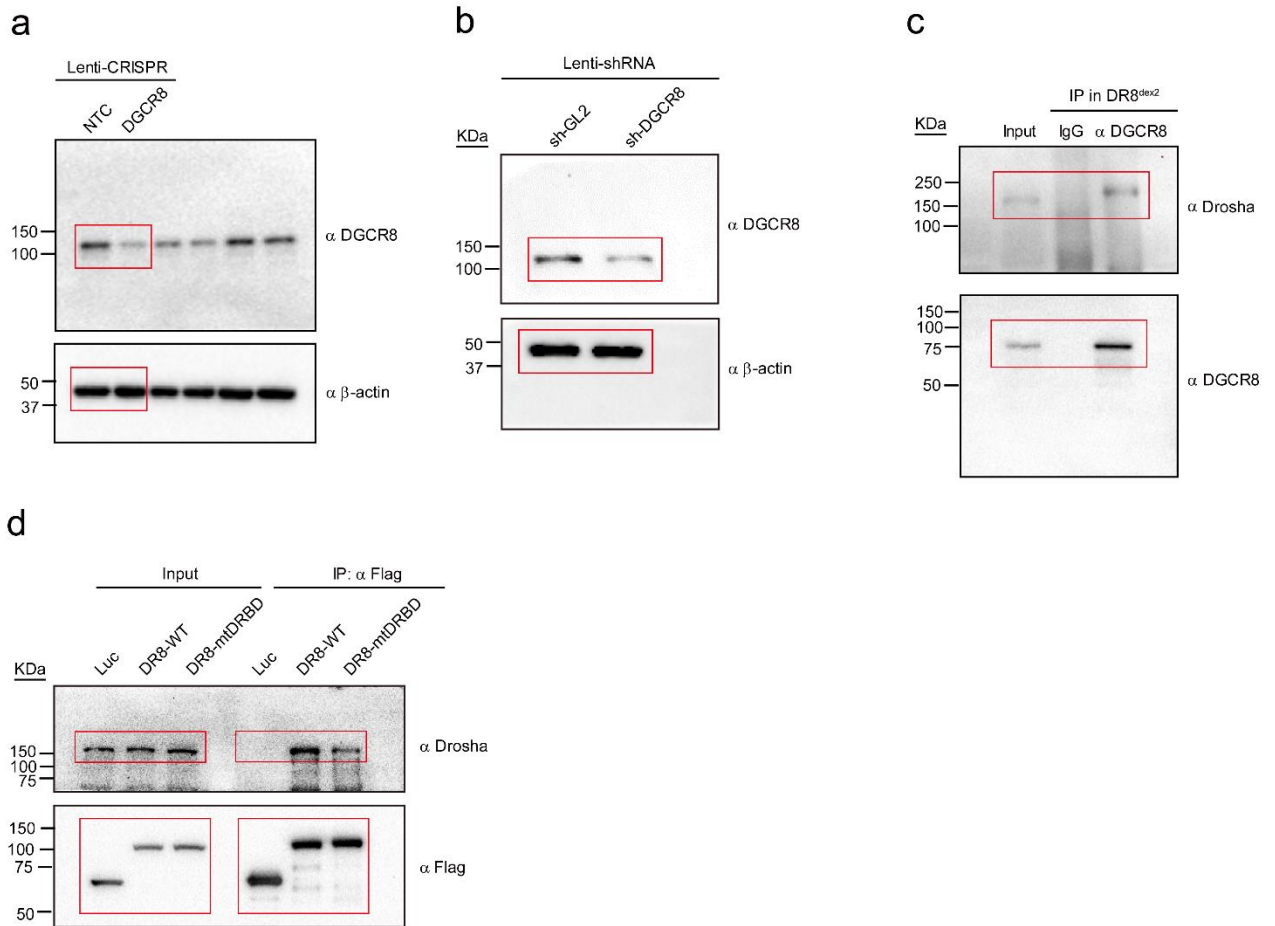 a
Lenti-CRISPR
NTC
DGCR8
150
100
α DGCR8
50
37
α β-actin
b
Lenti-shRNA
KDa
sh-GL2
sh-DGCR8
150
100
α DGCR8
50
37
α β-actin
c
IP in DR8dex2
KDa
Input IgG α DGCR8
250
150
100
α Drosha
150
100
75
50
α DGCR8
d
Input IP: α Flag
KDa
Luc
DR8-WT
DR8-mtDRBD
Luc
DR8-WT
DR8-mtDRBD
150
100
75
α Drosha
150
100
75
50
α Flag